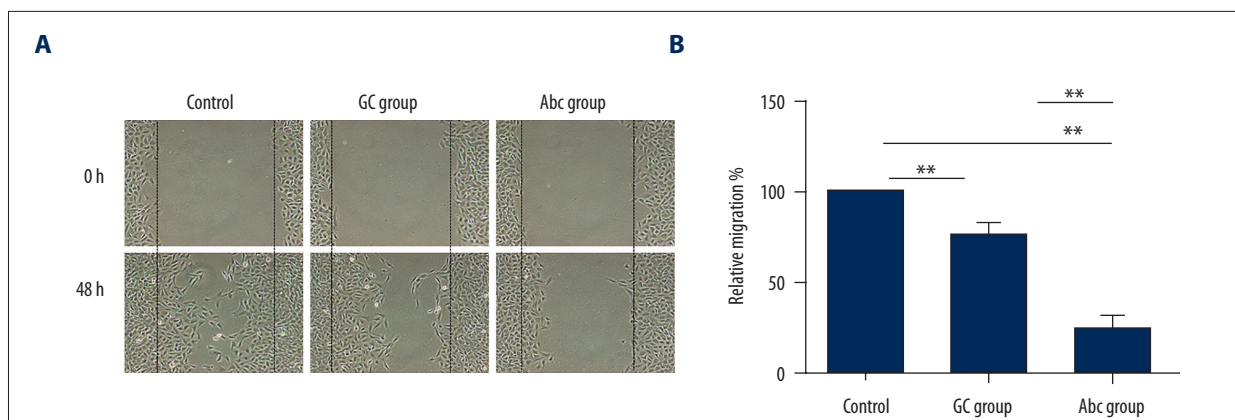 A
Control GC group Abc group
0 h
48 h
B
Relative migration %
150
100
50
0
**
**
**
Control GC group Abc group